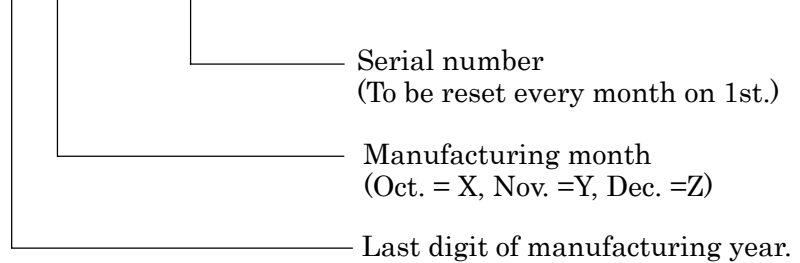 Serial number
(To be reset every month on 1st.)
Manufacturing month
(Oct. = X, Nov. =Y, Dec. =Z)
Last digit of manufacturing year.